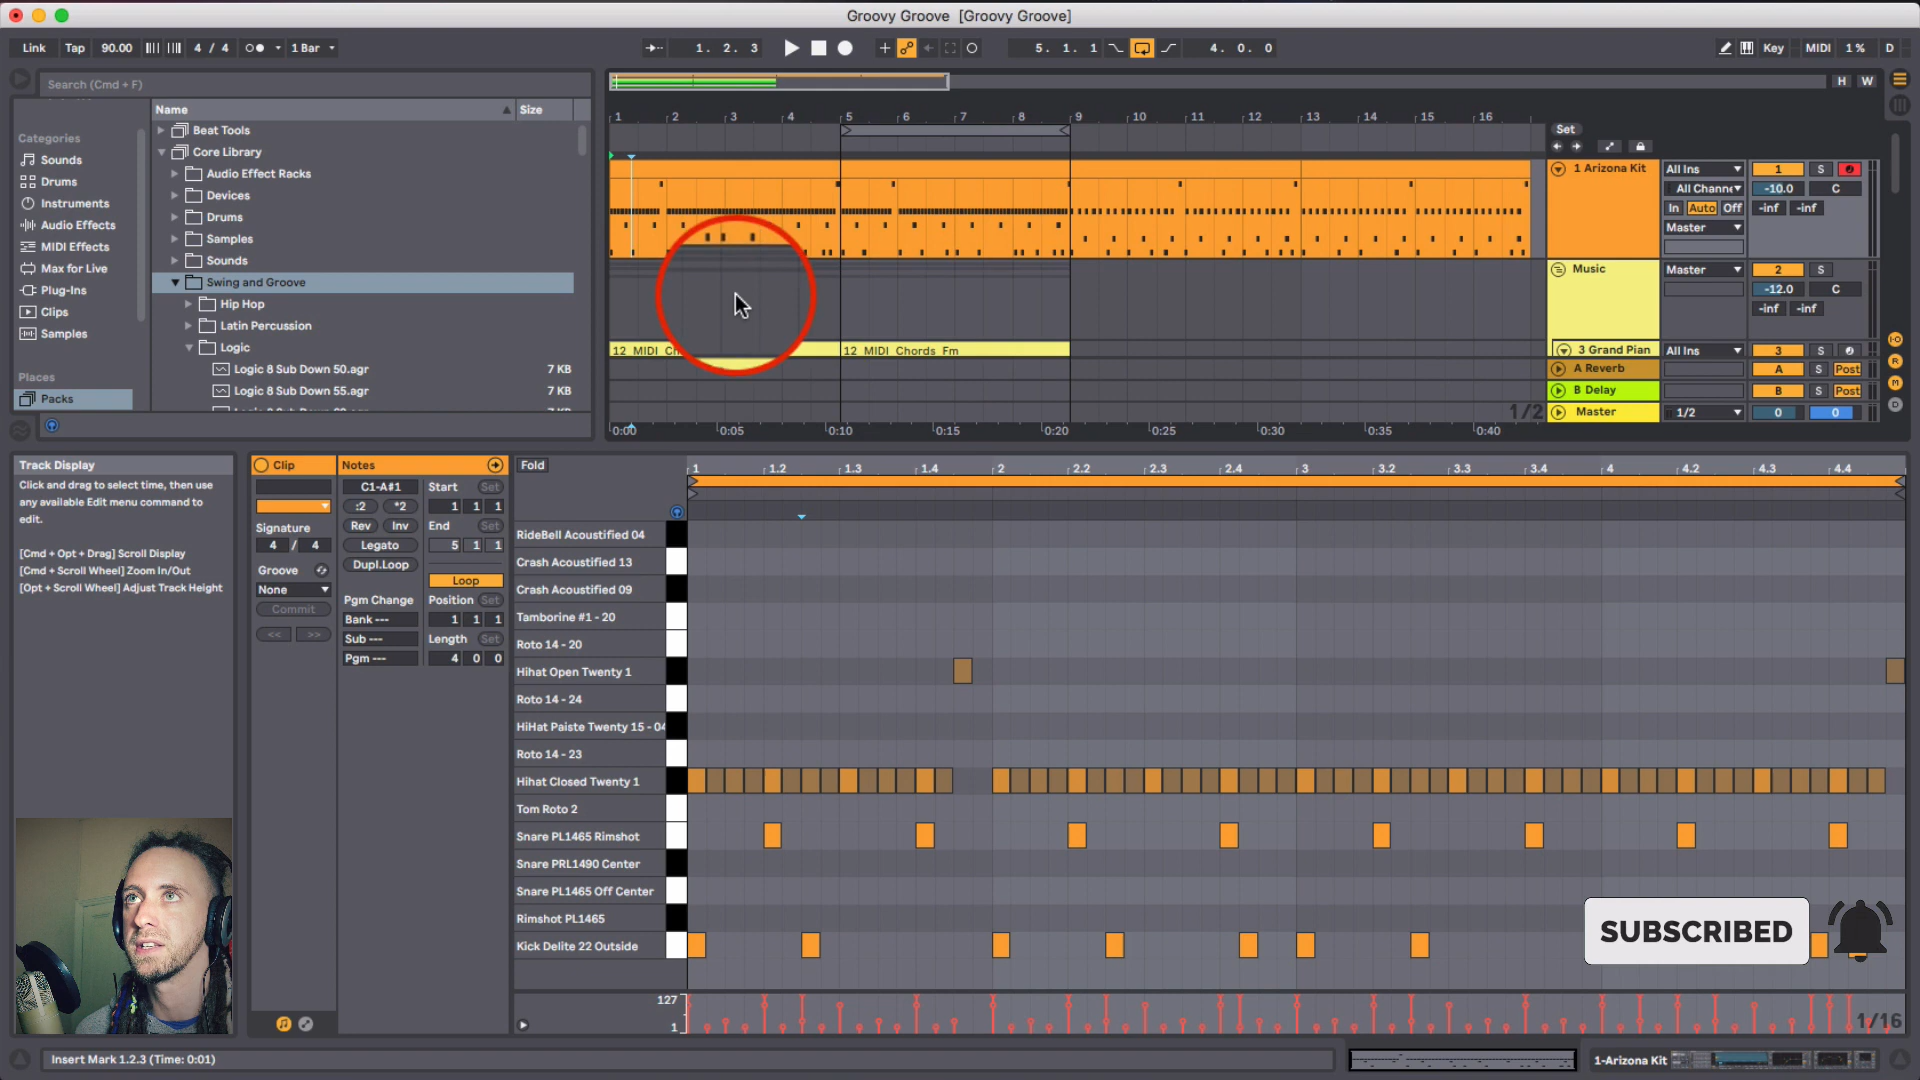 Groovy Groove [Groovy Groove]
Link Tap 90.00 4 / 4 1 Bar 1. 2. 3 5. 1. 1 4. 0. 0 Key MIDI 1 % D
Search (Cmd + F)
H W
Categories
Sounds
Drums
Instruments
Audio Effects
MIDI Effects
Max for Live
Plug-Ins
Clips
Samples
Places
Packs
Name Size
Beat Tools
Core Library
Audio Effect Racks
Devices
Drums
Samples
Sounds
Swing and Groove
Hip Hop
Latin Percussion
Logic
Logic 8 Sub Down 50.agr 7 KB
Logic 8 Sub Down 55.agr 7 KB
1 2 3 4 5 6 7 8 9 10 11 12 13 14 15 16
Set
1 Arizona Kit All Ins 1 S
All Channe -10.0 C
In Auto Off -inf -inf
Master
Music Master 2 S
-12.0 C
-inf -inf
12 MIDI Ch 12 MIDI Chords Fm 3 Grand Pian All Ins 3 S
A Reverb A S Post
B Delay B S Post
1/2 Master 1/2 0 0
0:00 0:05 0:10 0:15 0:20 0:25 0:30 0:35 0:40
I-O
R
M
D
Track Display
Click and drag to select time, then use
any available Edit menu command to
edit.
[Cmd + Opt + Drag] Scroll Display
[Cmd + Scroll Wheel] Zoom In/Out
[Opt + Scroll Wheel] Adjust Track Height
Clip
Signature
4 / 4
Groove
None
Commit
<< >>
Notes
C1-A#1 Start Set
:2 *2 1 1 1
Rev Inv End Set
Legato 5 1 1
Dupl.Loop
Loop
Pgm Change Position Set
Bank --- 1 1 1
Sub --- Length Set
Pgm --- 4 0 0
Fold 1 1.2 1.3 1.4 2 2.2 2.3 2.4 3 3.2 3.3 3.4 4 4.2 4.3 4.4
RideBell Acoustified 04
Crash Acoustified 13
Crash Acoustified 09
Tamborine #1 - 20
Roto 14 - 20
Hihat Open Twenty 1
Roto 14 - 24
HiHat Paiste Twenty 15 - 04
Roto 14 - 23
Hihat Closed Twenty 1
Tom Roto 2
Snare PL1465 Rimshot
Snare PRL1490 Center
Snare PL1465 Off Center
Rimshot PL1465
Kick Delite 22 Outside
SUBSCRIBED
127
1
1/16
Insert Mark 1.2.3 (Time: 0:01)
1-Arizona Kit